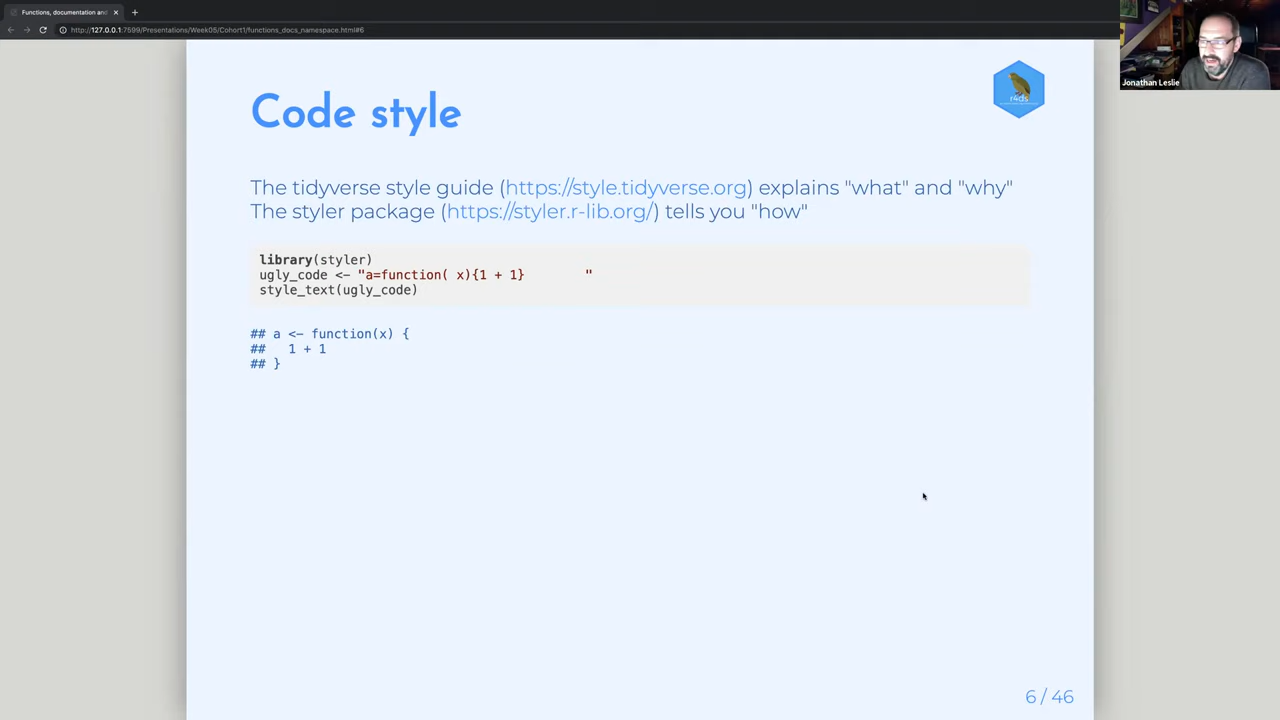 Functions, documentation and
http://127.0.0.1:7599/Presentations/Week05/Cohort1/functions_docs_namespace.html#6
Jonathan Leslie
r4ds
Code style
The tidyverse style guide (https://style.tidyverse.org) explains "what" and "why"
The styler package (https://styler.r-lib.org/) tells you "how"
library(styler)
ugly_code <- "a=function( x){1 + 1}        "
style_text(ugly_code)
## a <- function(x) {
##   1 + 1
## }
6 / 46